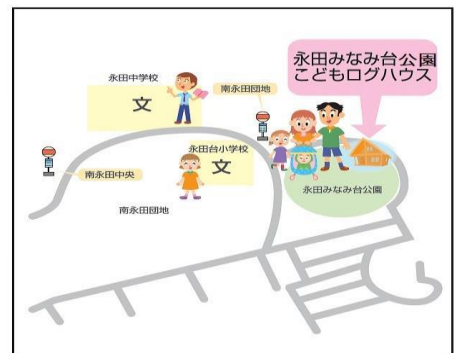 永田みなみ台公園
こどもログハウス
永田中学校
文
南永田団地
永田台小学校
文
南永田中央
南永田団地
永田みなみ台公園